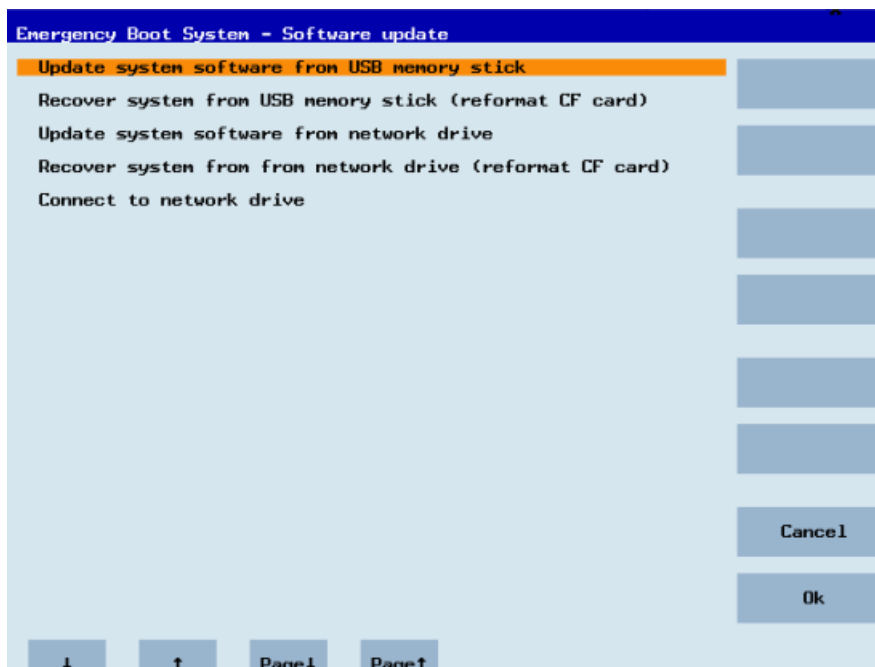 Emergency Boot System - Software update
Update system software from USB memory stick
Recover system from USB memory stick (reformat CF card)
Update system software from network drive
Recover system from from network drive (reformat CF card)
Connect to network drive
Cancel
Ok
↓ ↑ Page↓ Page↑